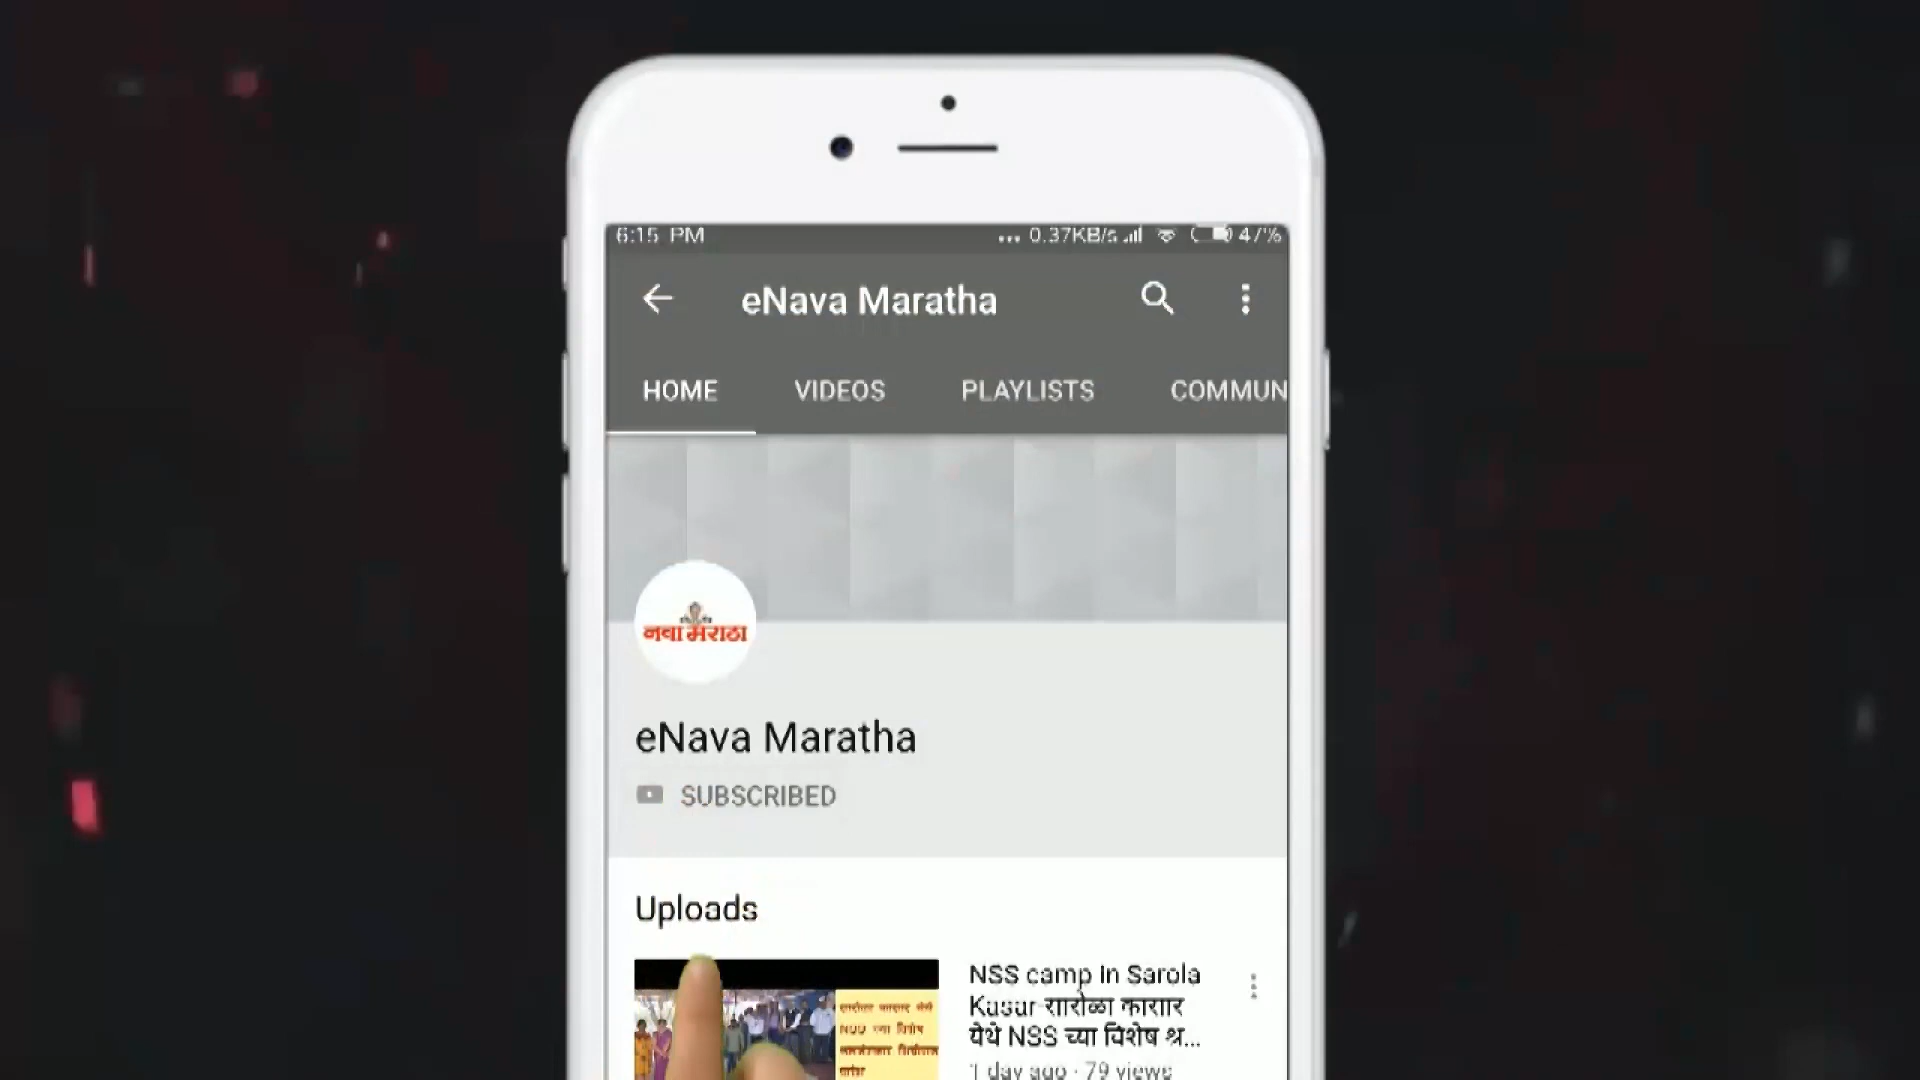 6:15 PM
... 0.37KB/s 47%
eNava Maratha
HOME VIDEOS PLAYLISTS COMMUN
नवा मराठा
eNava Maratha
SUBSCRIBED
Uploads
NSS camp in Sarola
Kasar सारोळा कासार
येथे NSS च्या विशेष श्र...
1 day ago · 79 views